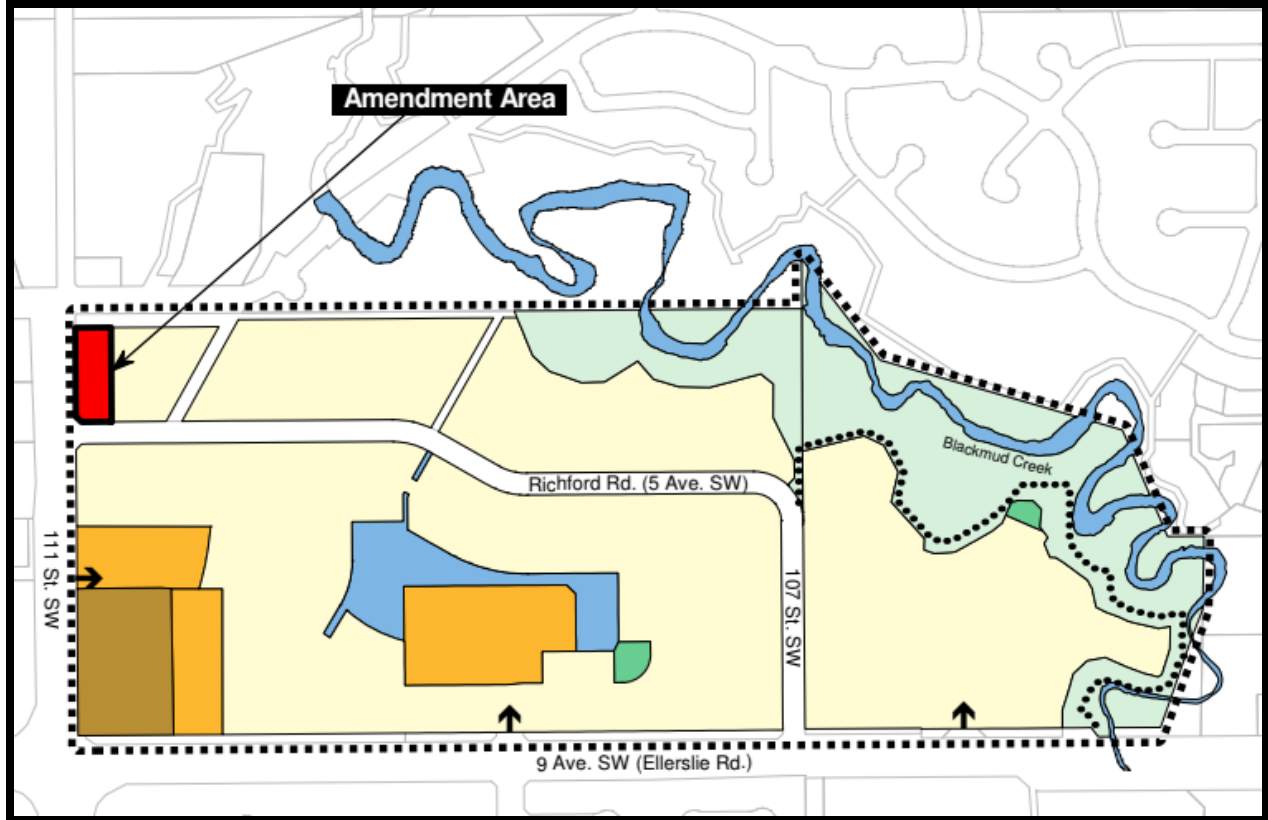 Amendment Area
Blackmud Creek
Richford Rd. (5 Ave. SW)
111 St. SW
107 St. SW
9 Ave. SW (Ellerslie Rd.)